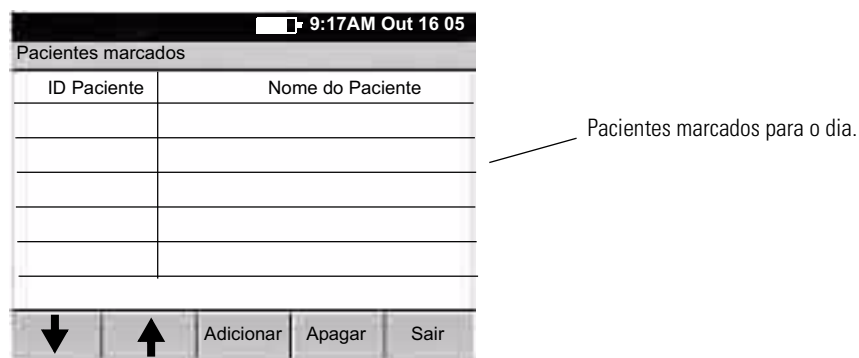 9:17AM Out 16 05
Pacientes marcados
ID Paciente Nome do Paciente
Pacientes marcados para o dia.
Adicionar Apagar Sair